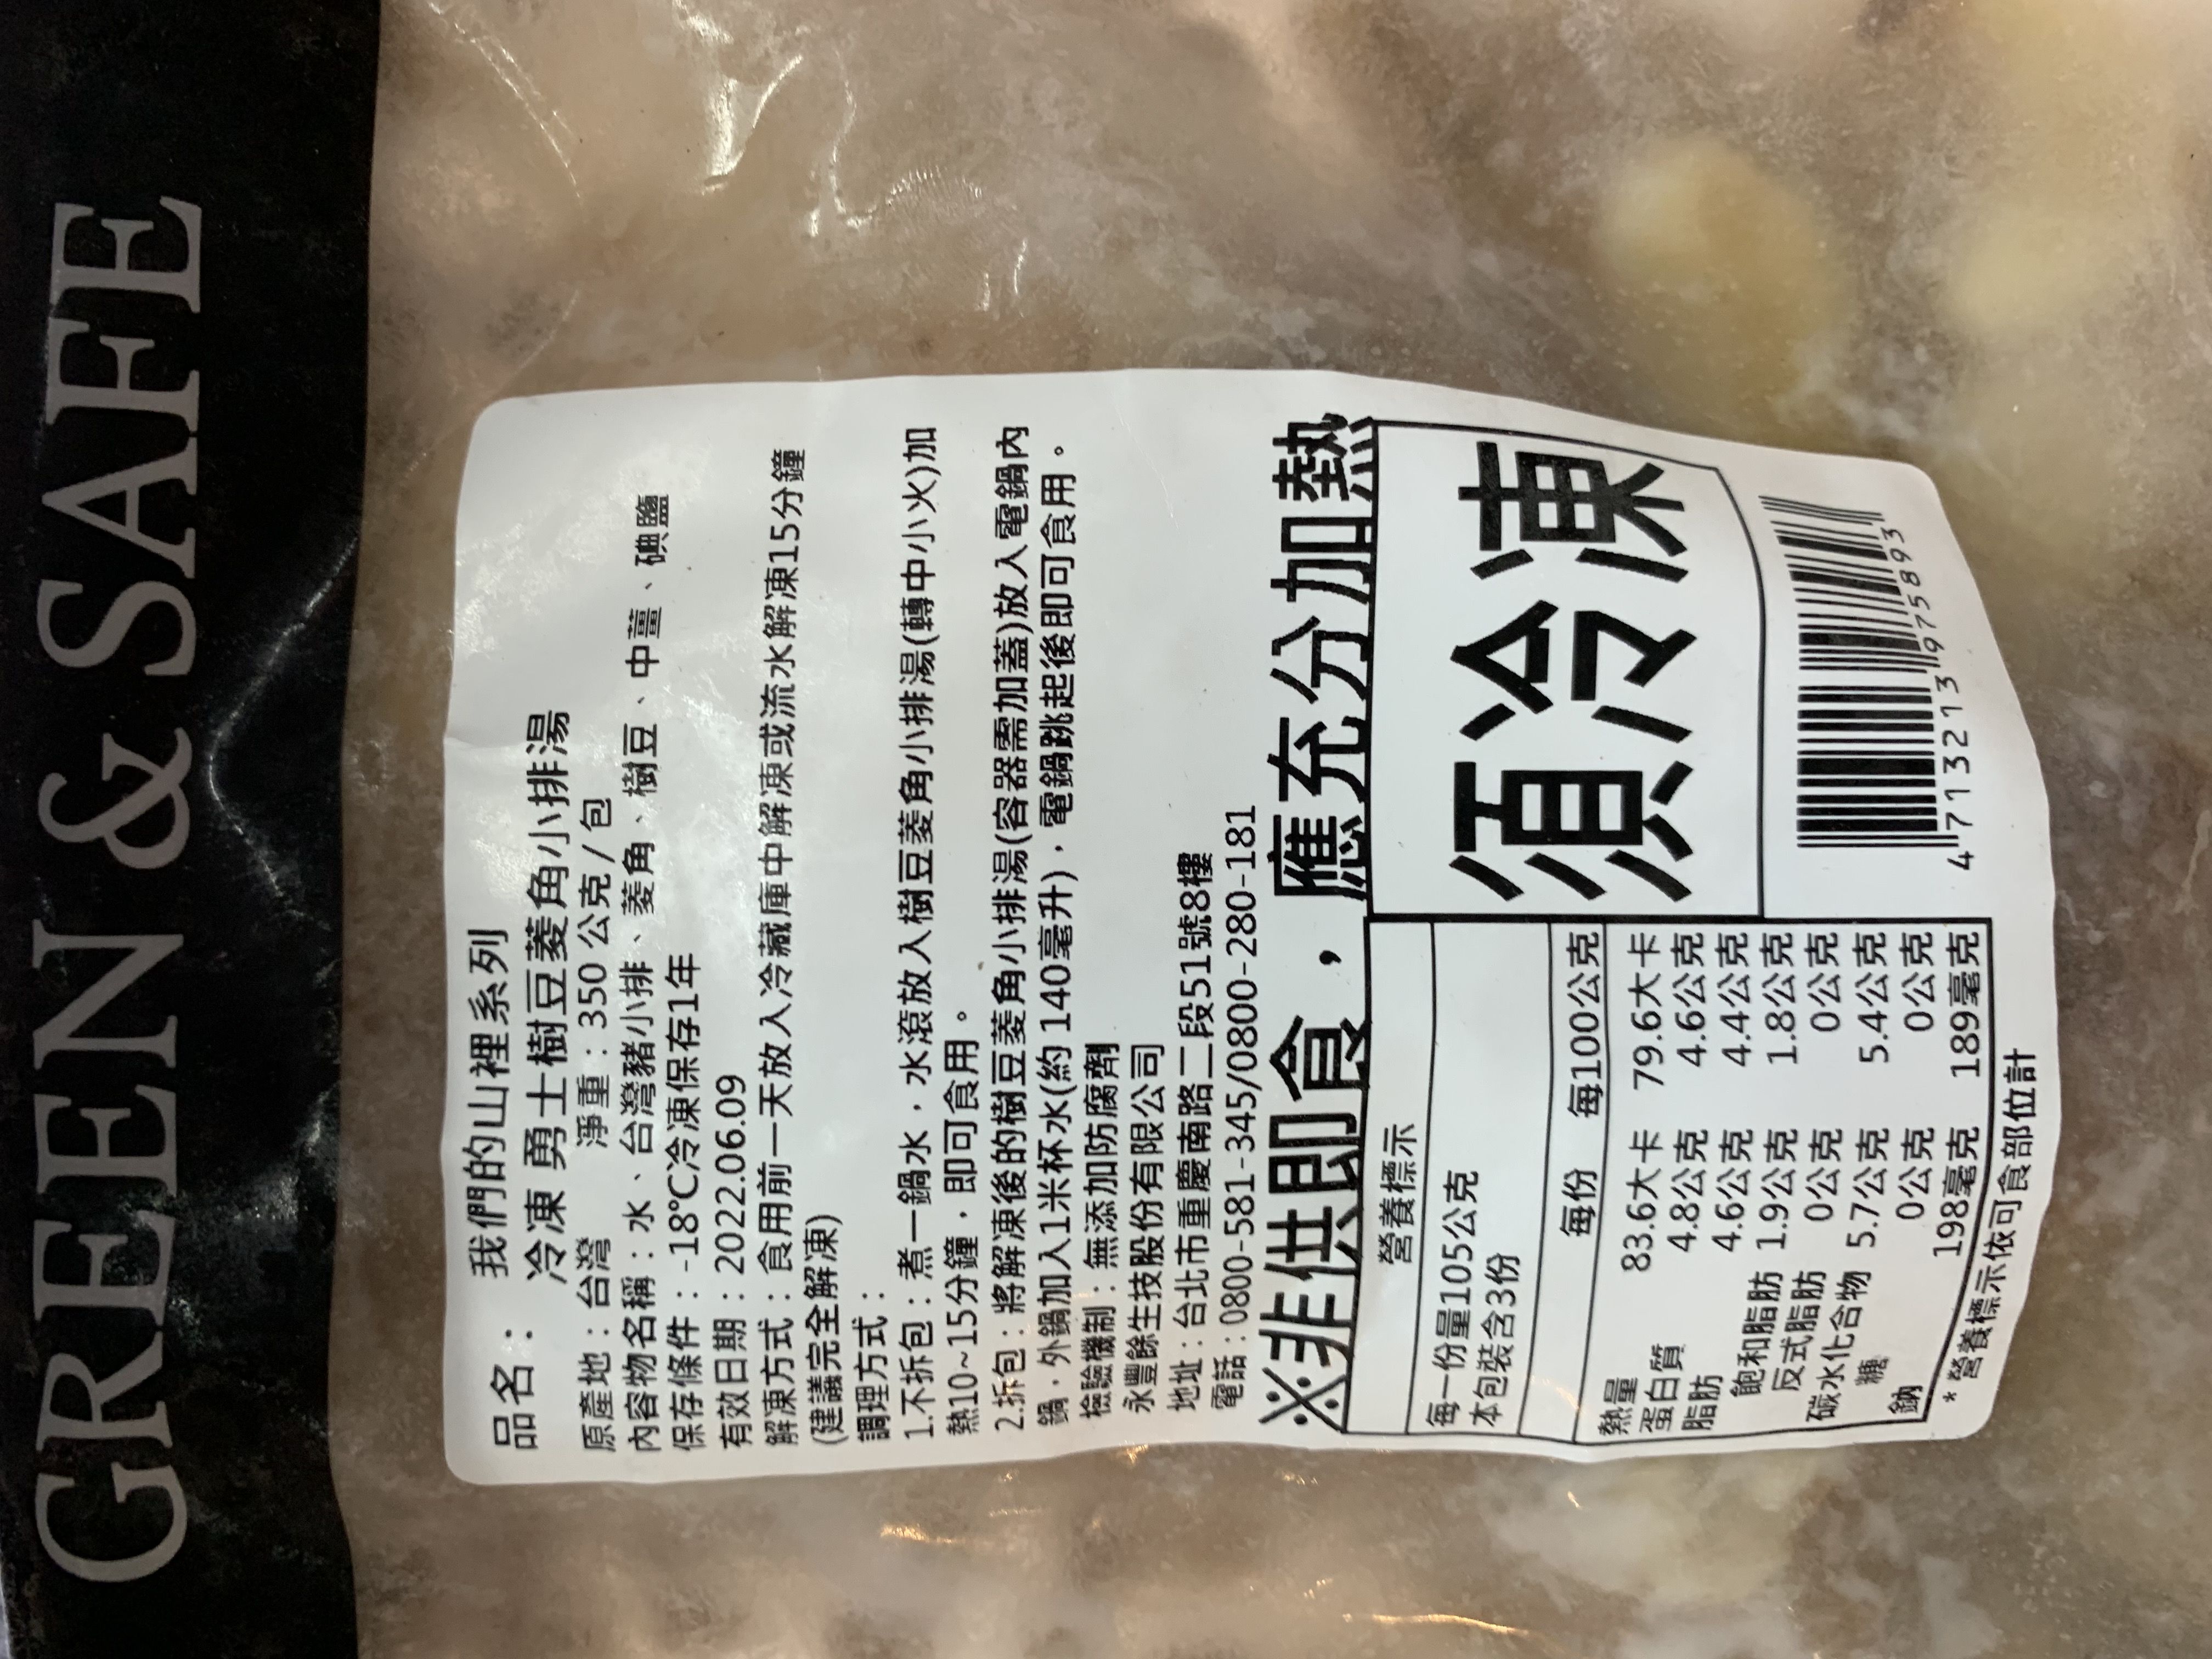 GREEN & SAFE
品名： 我們的山裡系列
冷凍 勇士樹豆菱角小排湯
原產地：台灣 淨重：350 公克/包
內容物名稱：水、台灣豬小排、菱角、樹豆、中薑、碘鹽
保存條件：-18℃冷凍保存1年
有效日期：2022.06.09
解凍方式：食用前一天放入冷藏庫中解凍或流水解凍15分鐘
(建議完全解凍)
調理方式：
1.不拆包：煮一鍋水，水滾放入樹豆菱角小排湯(轉中小火)加
熱10~15分鐘，即可食用。
2.拆包：將解凍後的樹豆菱角小排湯(容器需加蓋)放入電鍋內
鍋，外鍋加入1米杯水(約 140毫升)，電鍋跳起後即可食用。
檢驗機制：無添加防腐劑
永豐餘生技股份有限公司
地址：台北市重慶南路二段51號8樓
電話：0800-581-345/0800-280-181
※非供即食，應充分加熱
營養標示
每一份量105公克
本包裝含3份
每份 每100公克
熱量 83.6大卡 79.6大卡
蛋白質 4.8公克 4.6公克
脂肪 4.6公克 4.4公克
飽和脂肪 1.9公克 1.8公克
反式脂肪 0公克 0公克
碳水化合物 5.7公克 5.4公克
糖 0公克 0公克
鈉 198毫克 189毫克
*營養標示依可食部位計
須冷凍
4713213975893